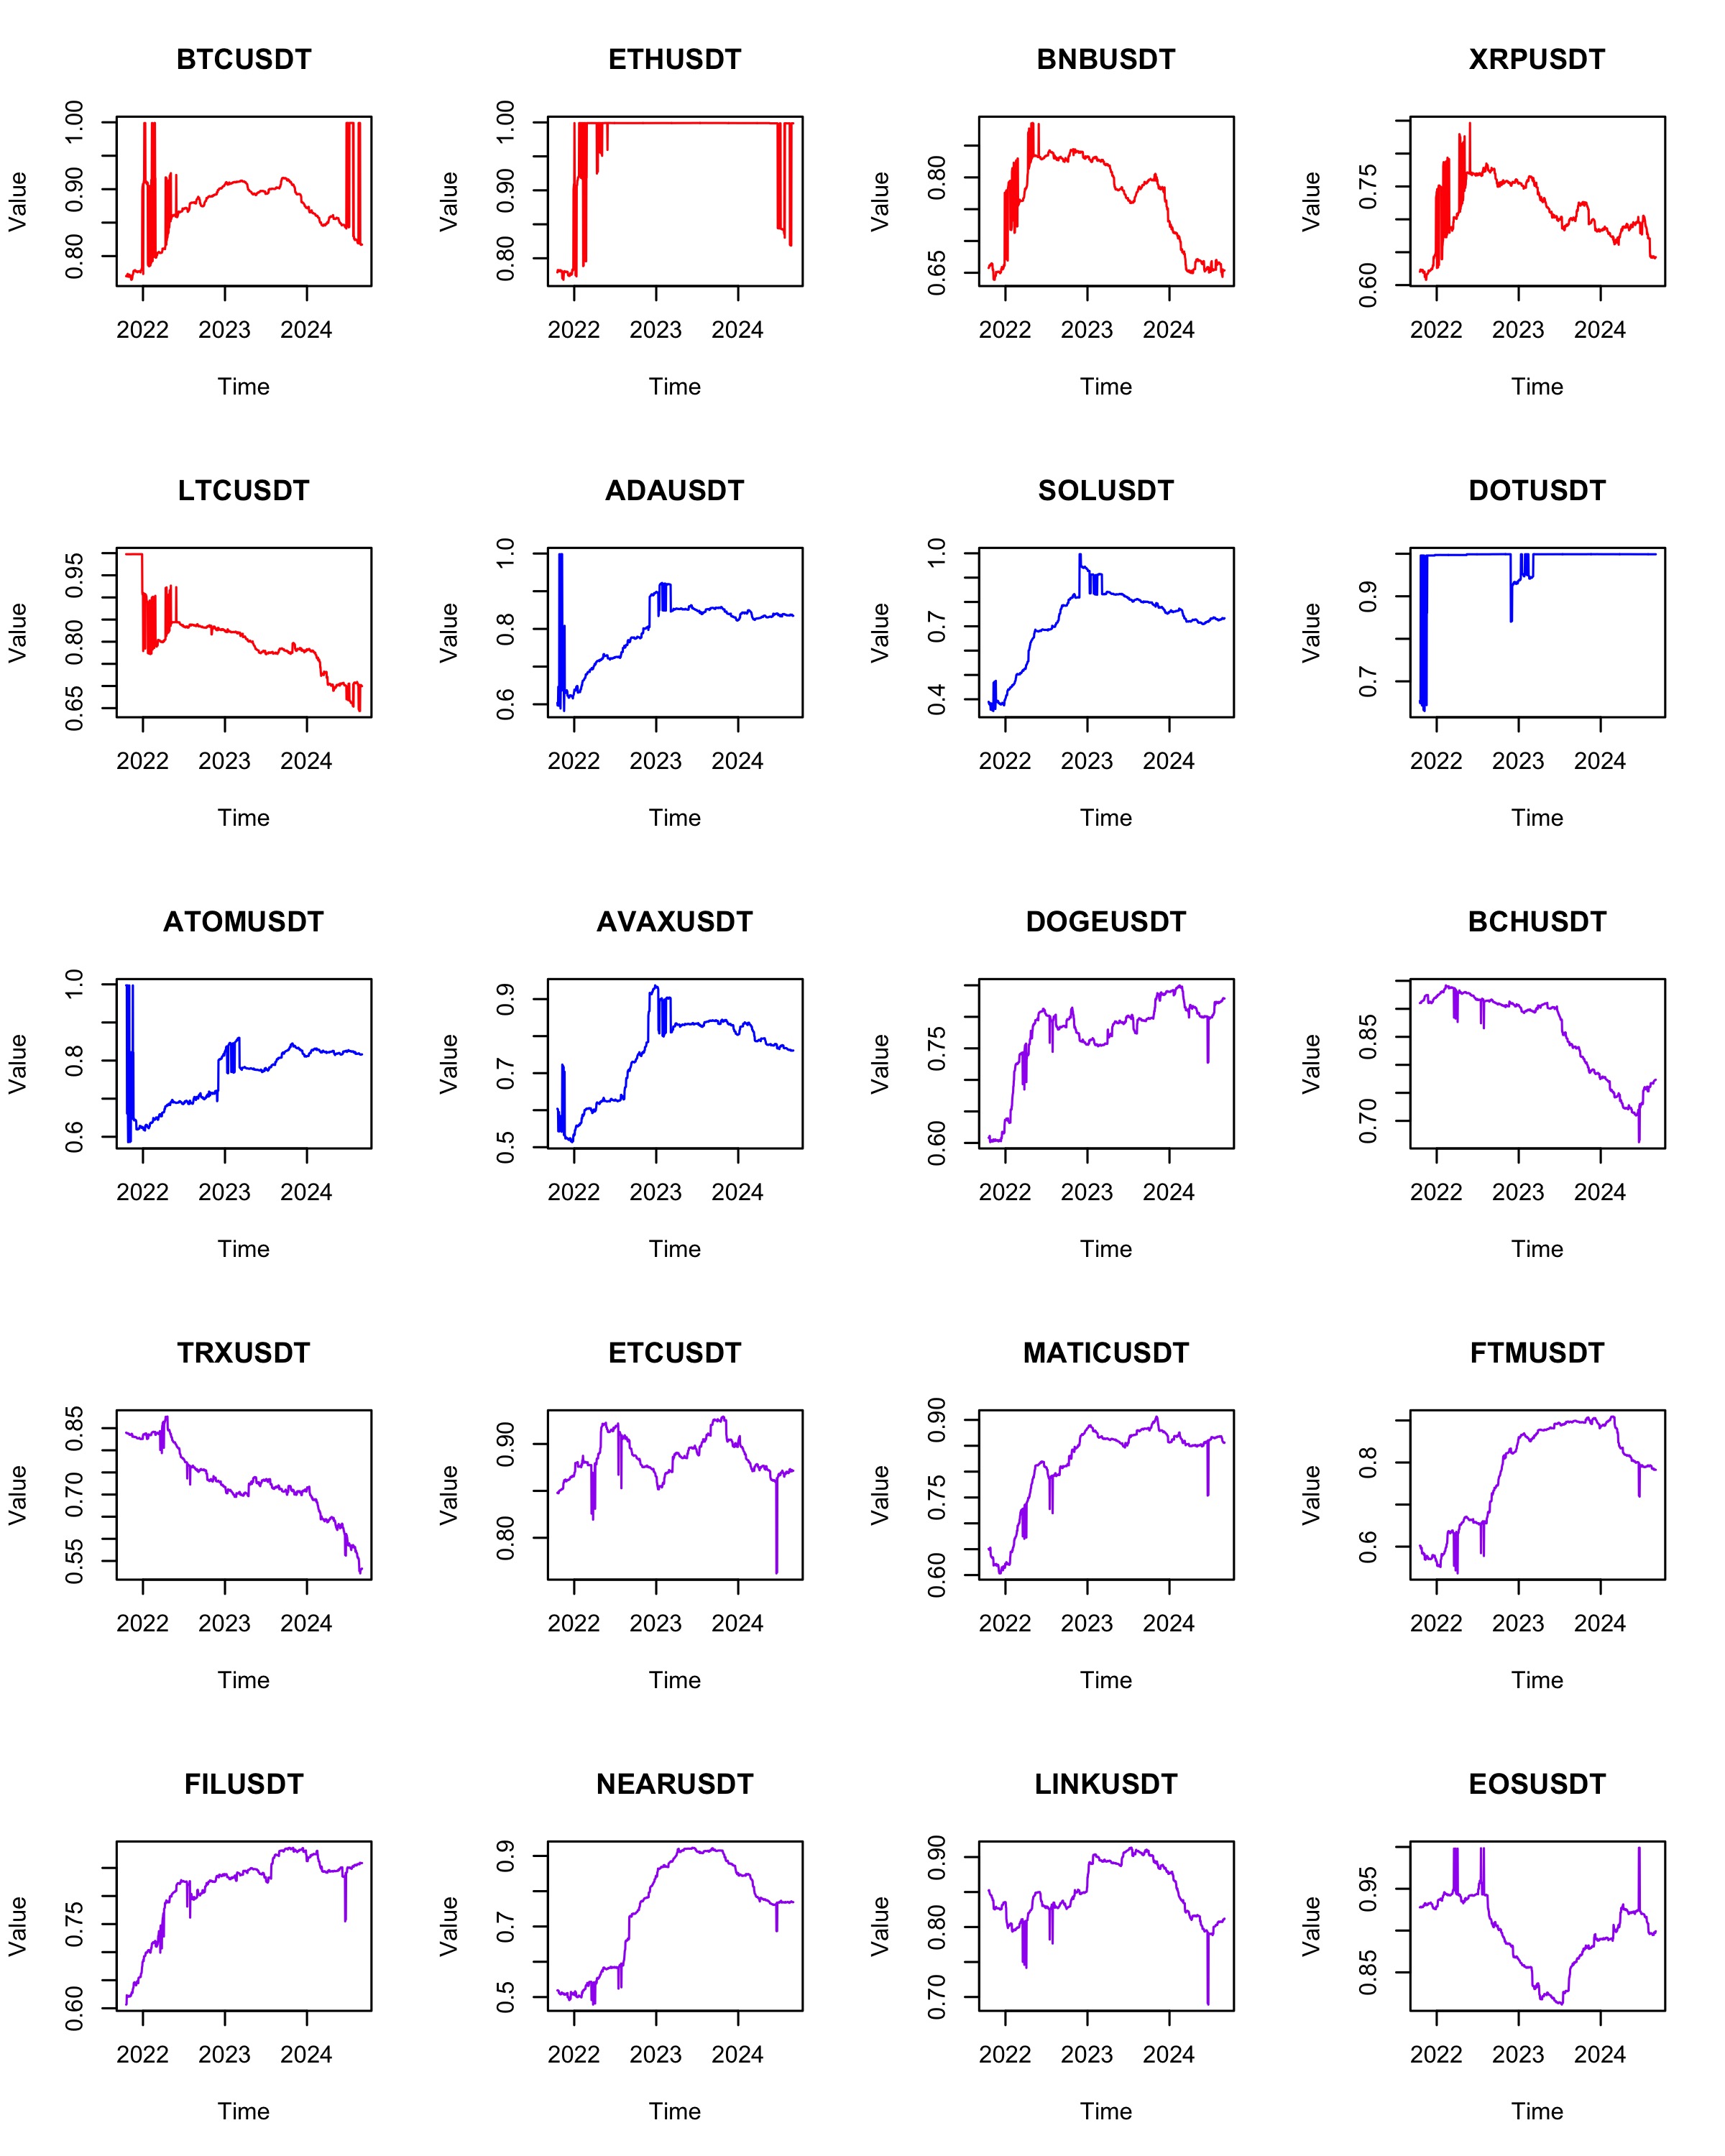 BTCUSDT
Value
0.80 0.90 1.00
2022 2023 2024
Time
ETHUSDT
Value
0.80 0.90 1.00
2022 2023 2024
Time
BNBUSDT
Value
0.65 0.80
2022 2023 2024
Time
XRPUSDT
Value
0.60 0.75
2022 2023 2024
Time
LTCUSDT
Value
0.65 0.80 0.95
2022 2023 2024
Time
ADAUSDT
Value
0.6 0.8 1.0
2022 2023 2024
Time
SOLUSDT
Value
0.4 0.7 1.0
2022 2023 2024
Time
DOTUSDT
Value
0.7 0.9
2022 2023 2024
Time
ATOMUSDT
Value
0.6 0.8 1.0
2022 2023 2024
Time
AVAXUSDT
Value
0.5 0.7 0.9
2022 2023 2024
Time
DOGEUSDT
Value
0.60 0.75
2022 2023 2024
Time
BCHUSDT
Value
0.70 0.85
2022 2023 2024
Time
TRXUSDT
Value
0.55 0.70 0.85
2022 2023 2024
Time
ETCUSDT
Value
0.80 0.90
2022 2023 2024
Time
MATICUSDT
Value
0.60 0.75 0.90
2022 2023 2024
Time
FTMUSDT
Value
0.6 0.8
2022 2023 2024
Time
FILUSDT
Value
0.60 0.75
2022 2023 2024
Time
NEARUSDT
Value
0.5 0.7 0.9
2022 2023 2024
Time
LINKUSDT
Value
0.70 0.80 0.90
2022 2023 2024
Time
EOSUSDT
Value
0.85 0.95
2022 2023 2024
Time